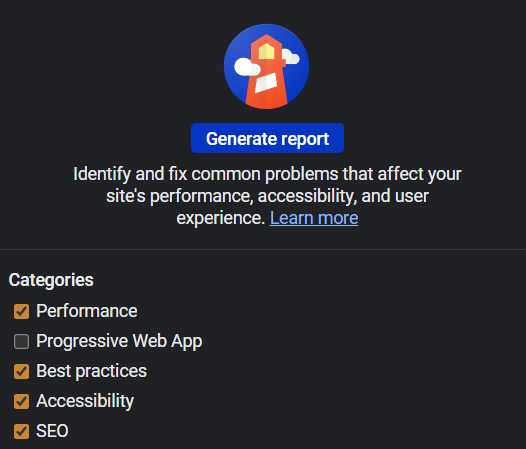 Generate report
Identify and fix common problems that affect your
site's performance, accessibility, and user
experience. Learn more
Categories
Performance
Progressive Web App
Best practices
Accessibility
SEO